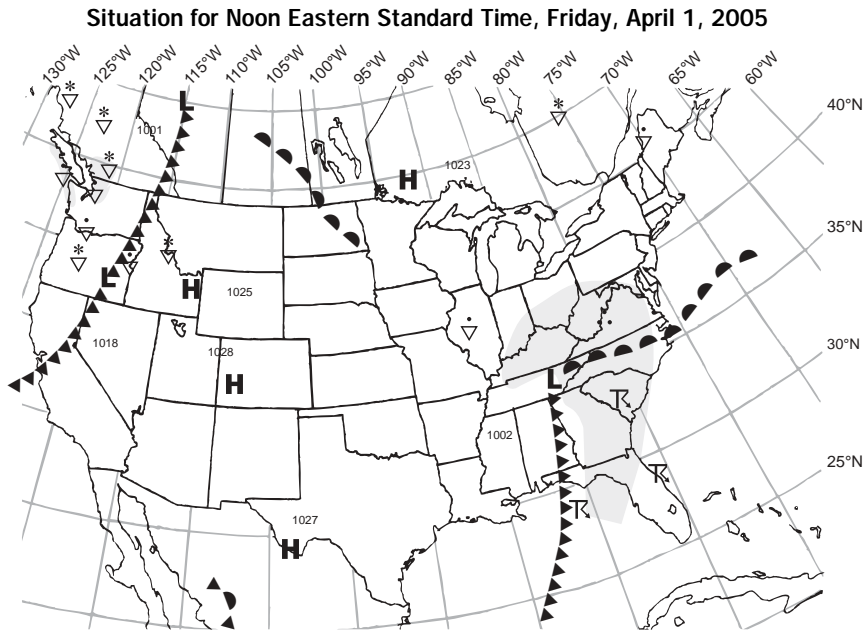 Situation for Noon Eastern Standard Time, Friday, April 1, 2005
130°W 125°W 120°W 115°W 110°W 105°W 100°W 95°W 90°W 85°W 80°W 75°W 70°W 65°W 60°W
40°N
L
1001
1023
H
35°N
L
H
1025
30°N
1018
1028
H
L
1002
25°N
1027
H